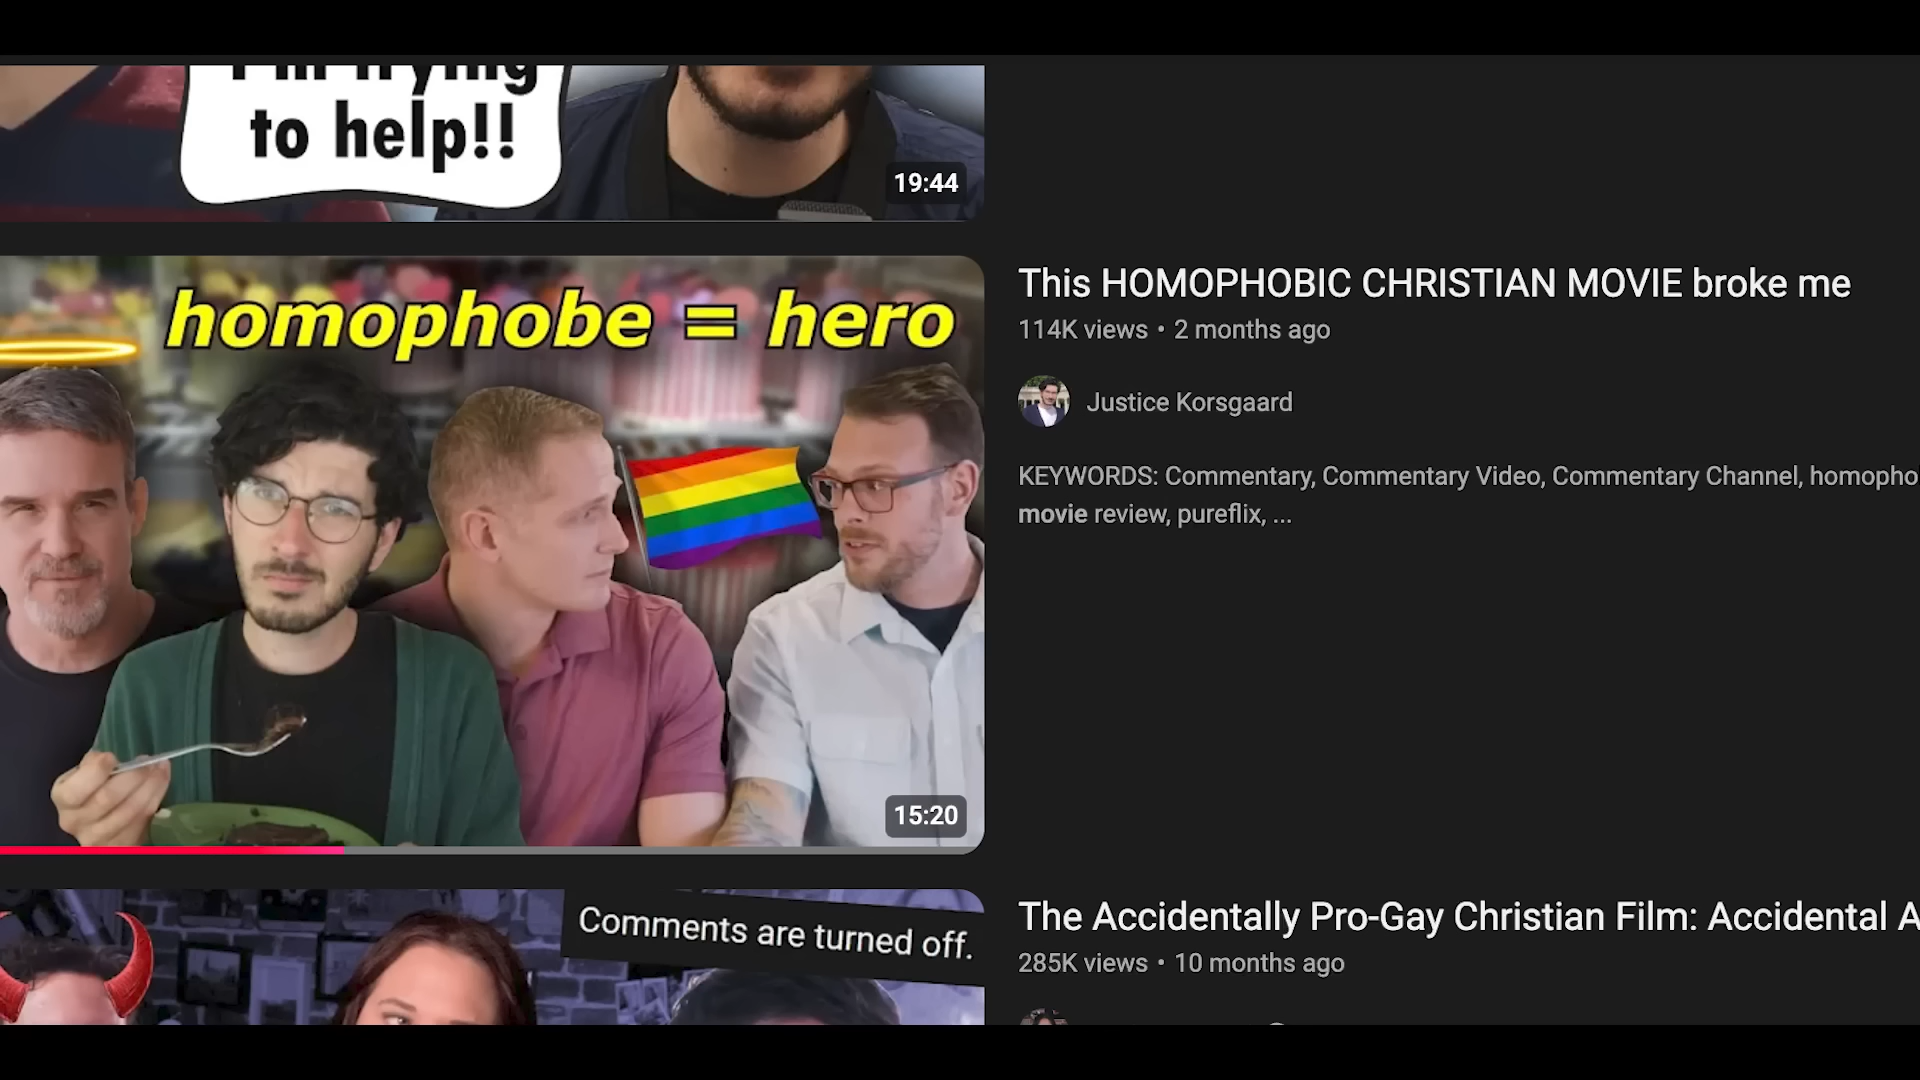 I'm trying
to help!!
19:44
homophobe = hero
15:20
This HOMOPHOBIC CHRISTIAN MOVIE broke me
114K views • 2 months ago
Justice Korsgaard
KEYWORDS: Commentary, Commentary Video, Commentary Channel, homopho
movie review, pureflix, ...
Comments are turned off.
The Accidentally Pro-Gay Christian Film: Accidental A
285K views • 10 months ago